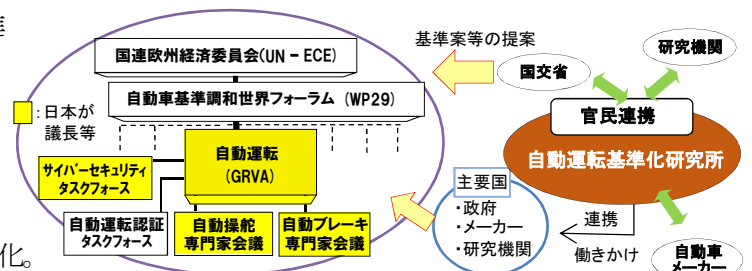 国連欧州経済委員会(UN－ECE)
自動車基準調和世界フォーラム (WP29)
:日本が
議長等
自動運転
(GRVA)
サイバーセキュリティ
タスクフォース
自動運転認証
タスクフォース
自動操舵
専門家会議
自動ブレーキ
専門家会議
化。
基準案等の提案
国交省
研究機関
官民連携
自動運転基準化研究所
主要国
・政府
・メーカー
・研究機関
連携
働きかけ
自動車
メーカー